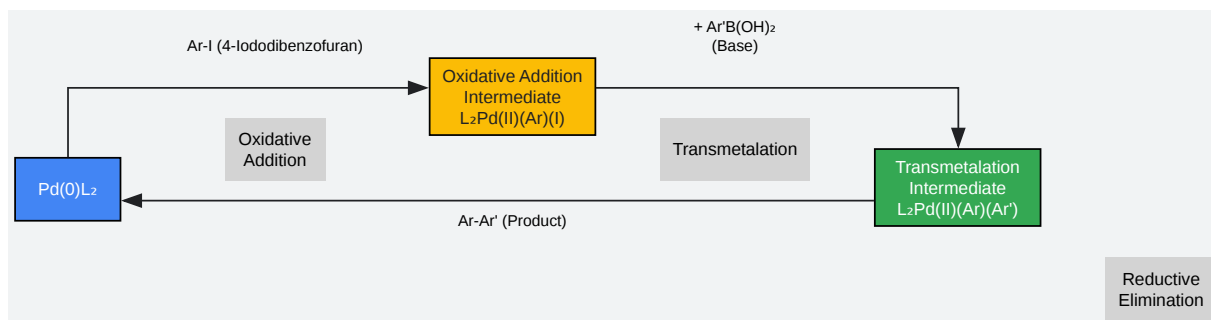 + Ar'B(OH)₂
(Base)
Ar-I (4-Iododibenzofuran)
Oxidative Addition
Intermediate
L₂Pd(II)(Ar)(I)
Oxidative
Addition
Transmetalation
Pd(0)L₂
Transmetalation
Intermediate
L₂Pd(II)(Ar)(Ar')
Ar-Ar' (Product)
Reductive
Elimination